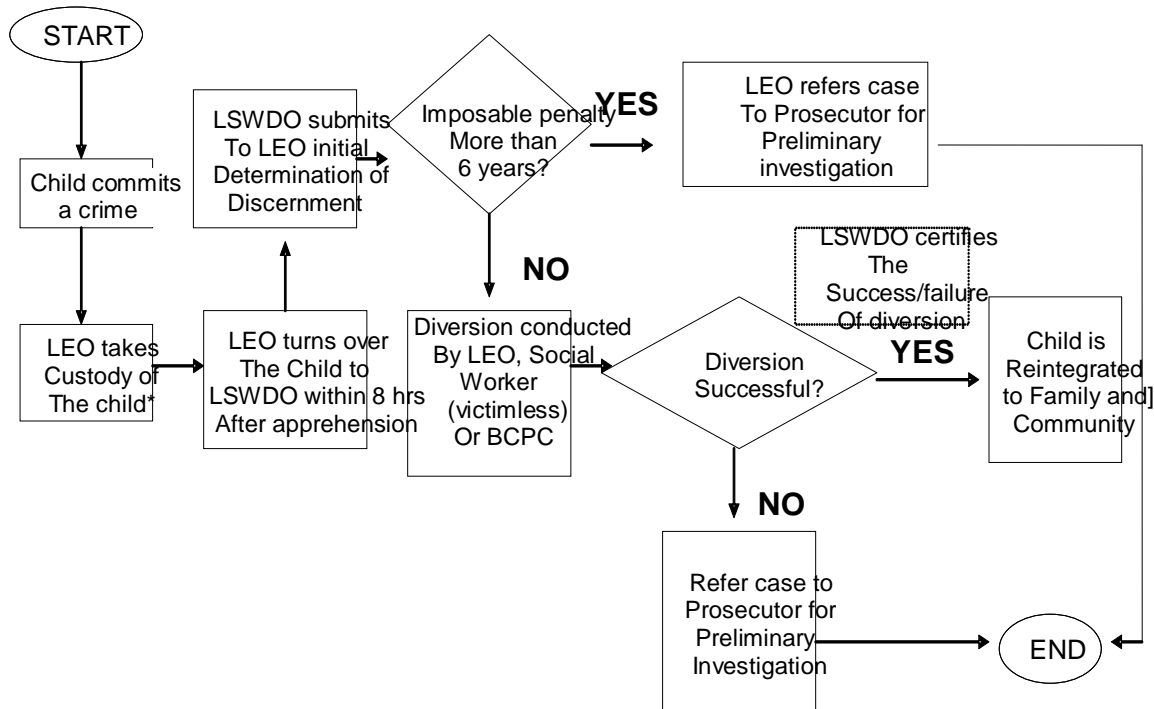 START
Child commits
a crime
LEO takes
Custody of
The child*
LEO turns over
The Child to
LSWDO within 8 hrs
After apprehension
LSWDO submits
To LEO initial
Determination of
Discernment
Imposable penalty
More than
6 years?
YES
LEO refers case
To Prosecutor for
Preliminary
investigation
NO
Diversion conducted
By LEO, Social
Worker
(victimless)
Or BCPC
Diversion
Successful?
LSWDO certifies
The
Success/failure
Of diversion
YES
Child is
Reintegrated
to Family and]
Community
NO
Refer case to
Prosecutor for
Preliminary
Investigation
END